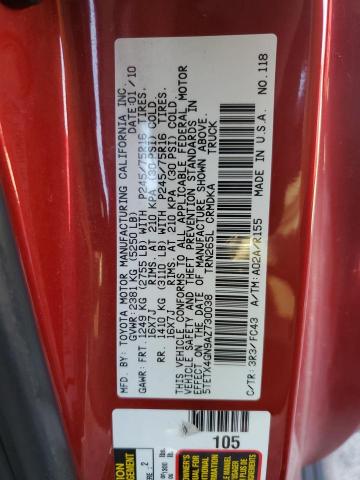 MFD. BY: TOYOTA MOTOR MANUFACTURING CALIFORNIA, INC.
GVWR: 2381 KG (5250 LB) DATE: 01/10
GAWR: FRT. 1249 KG (2755 LB) WITH P245/75R16 TIRES,
16X7J RIMS, AT 210 KPA (30 PSI) COLD.
RR. 1410 KG (3110 LB) WITH P245/75R16 TIRES,
16X7J RIMS, AT 210 KPA (30 PSI) COLD.
THIS VEHICLE CONFORMS TO ALL APPLICABLE FEDERAL MOTOR
VEHICLE SAFETY AND THEFT PREVENTION STANDARDS IN
EFFECT ON THE DATE OF MANUFACTURE SHOWN ABOVE.
5TETX4GN9AZ730038 TRN265L CRMDKA TRUCK
C/TR: 3R3/FC43 A/TM: AD2A/R155 MADE IN U.S.A. NO 118
105